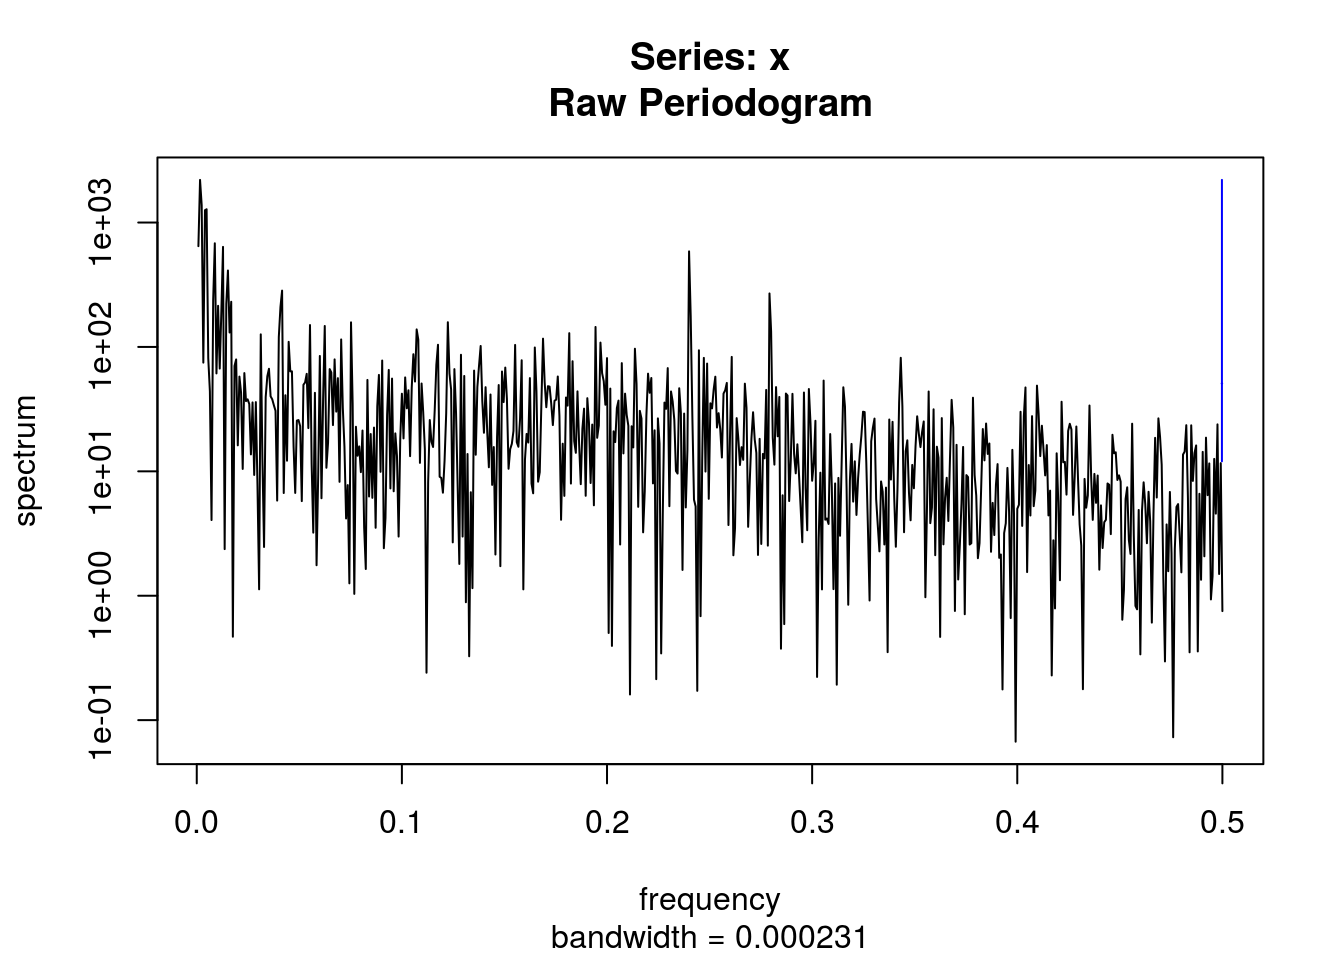 Series: x
Raw Periodogram
spectrum
1e+03
1e+02
1e+01
1e+00
1e-01
0.0 0.1 0.2 0.3 0.4 0.5
frequency
bandwidth = 0.000231